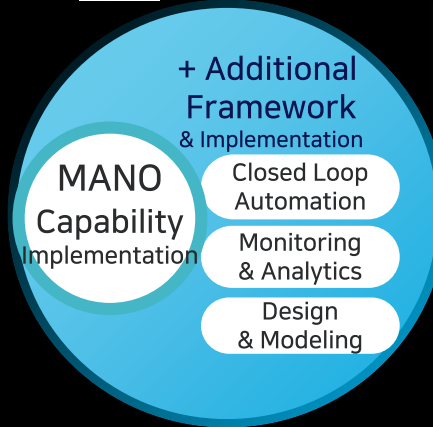 + Additional
Framework
& Implementation
MANO
Capability
Implementation
Closed Loop
Automation
Monitoring
& Analytics
Design
& Modeling